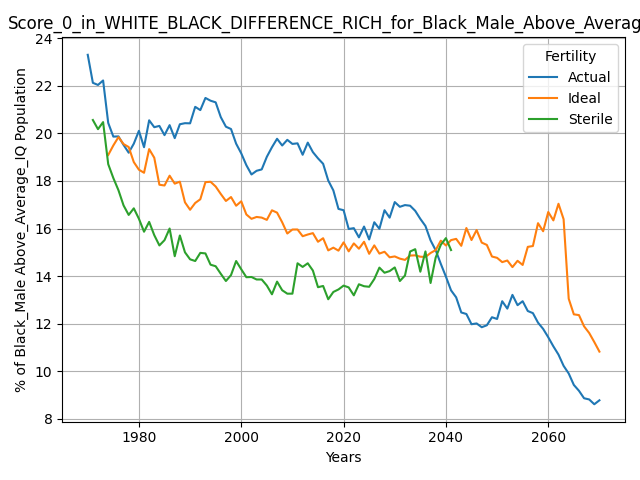 Score_0_in_WHITE_BLACK_DIFFERENCE_RICH_for_Black_Male_Above_Averag
% of Black_Male Above_Average_IQ Population
24
22
20
18
16
14
12
10
8
Fertility
Actual
Ideal
Sterile
1980
2000
2020
2040
2060
Years